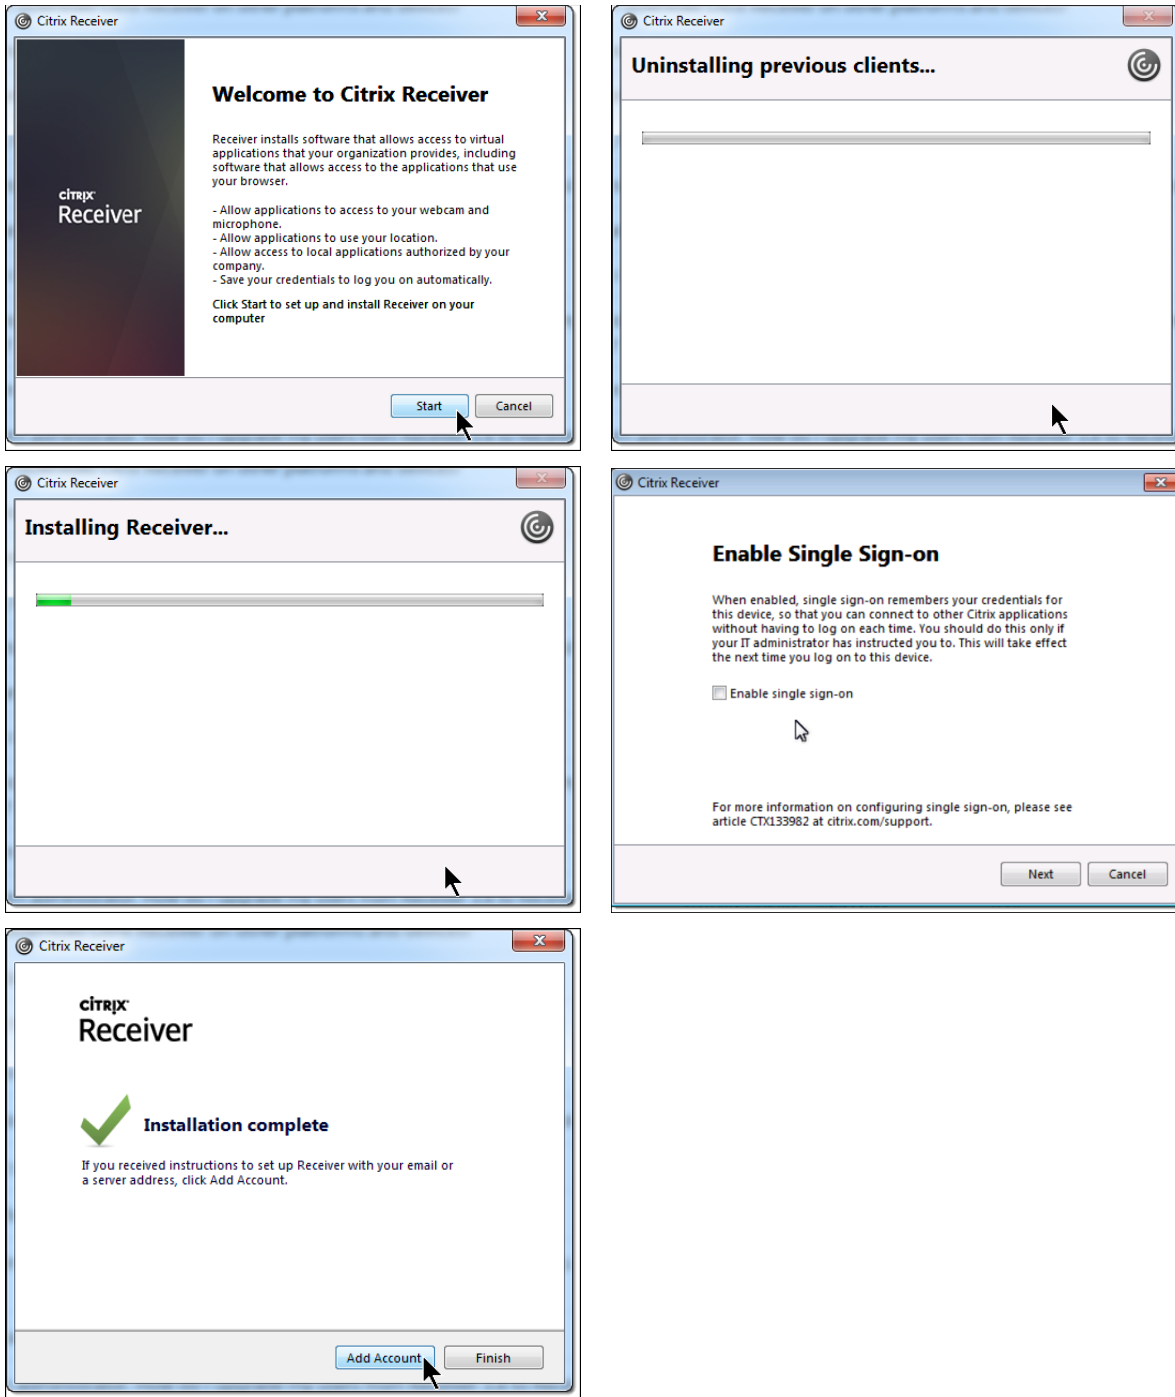 Citrix Receiver
Welcome to Citrix Receiver
Receiver installs software that allows access to virtual
applications that your organization provides, including
software that allows access to the applications that use
your browser.
- Allow applications to access to your webcam and
microphone.
- Allow applications to use your location.
- Allow access to local applications authorized by your
company.
- Save your credentials to log you on automatically.
Click Start to set up and install Receiver on your
computer
CİTRIX
Receiver
Start
Cancel
Citrix Receiver
Uninstalling previous clients...
Citrix Receiver
Installing Receiver...
Citrix Receiver
Enable Single Sign-on
When enabled, single sign-on remembers your credentials for
this device, so that you can connect to other Citrix applications
without having to log on each time. You should do this only if
your IT administrator has instructed you to. This will take effect
the next time you log on to this device.
Enable single sign-on
For more information on configuring single sign-on, please see
article CTX133982 at citrix.com/support.
Next
Cancel
Citrix Receiver
CİTRIX
Receiver
Installation complete
If you received instructions to set up Receiver with your email or
a server address, click Add Account.
Add Account
Finish